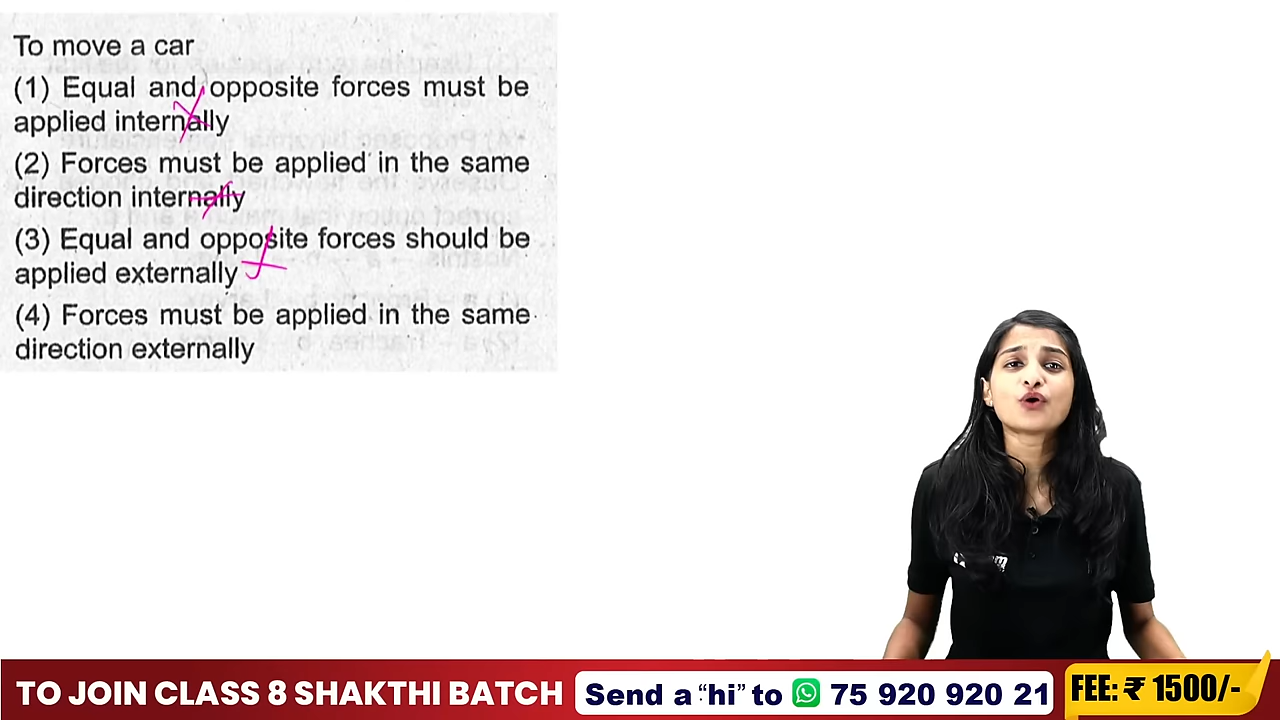 To move a car
(1) Equal and opposite forces must be
applied internally
(2) Forces must be applied in the same
direction internally
(3) Equal and opposite forces should be
applied externally
(4) Forces must be applied in the same
direction externally
TO JOIN CLASS 8 SHAKTHI BATCH
Send a “hi” to 75 920 920 21
FEE: ₹ 1500/-